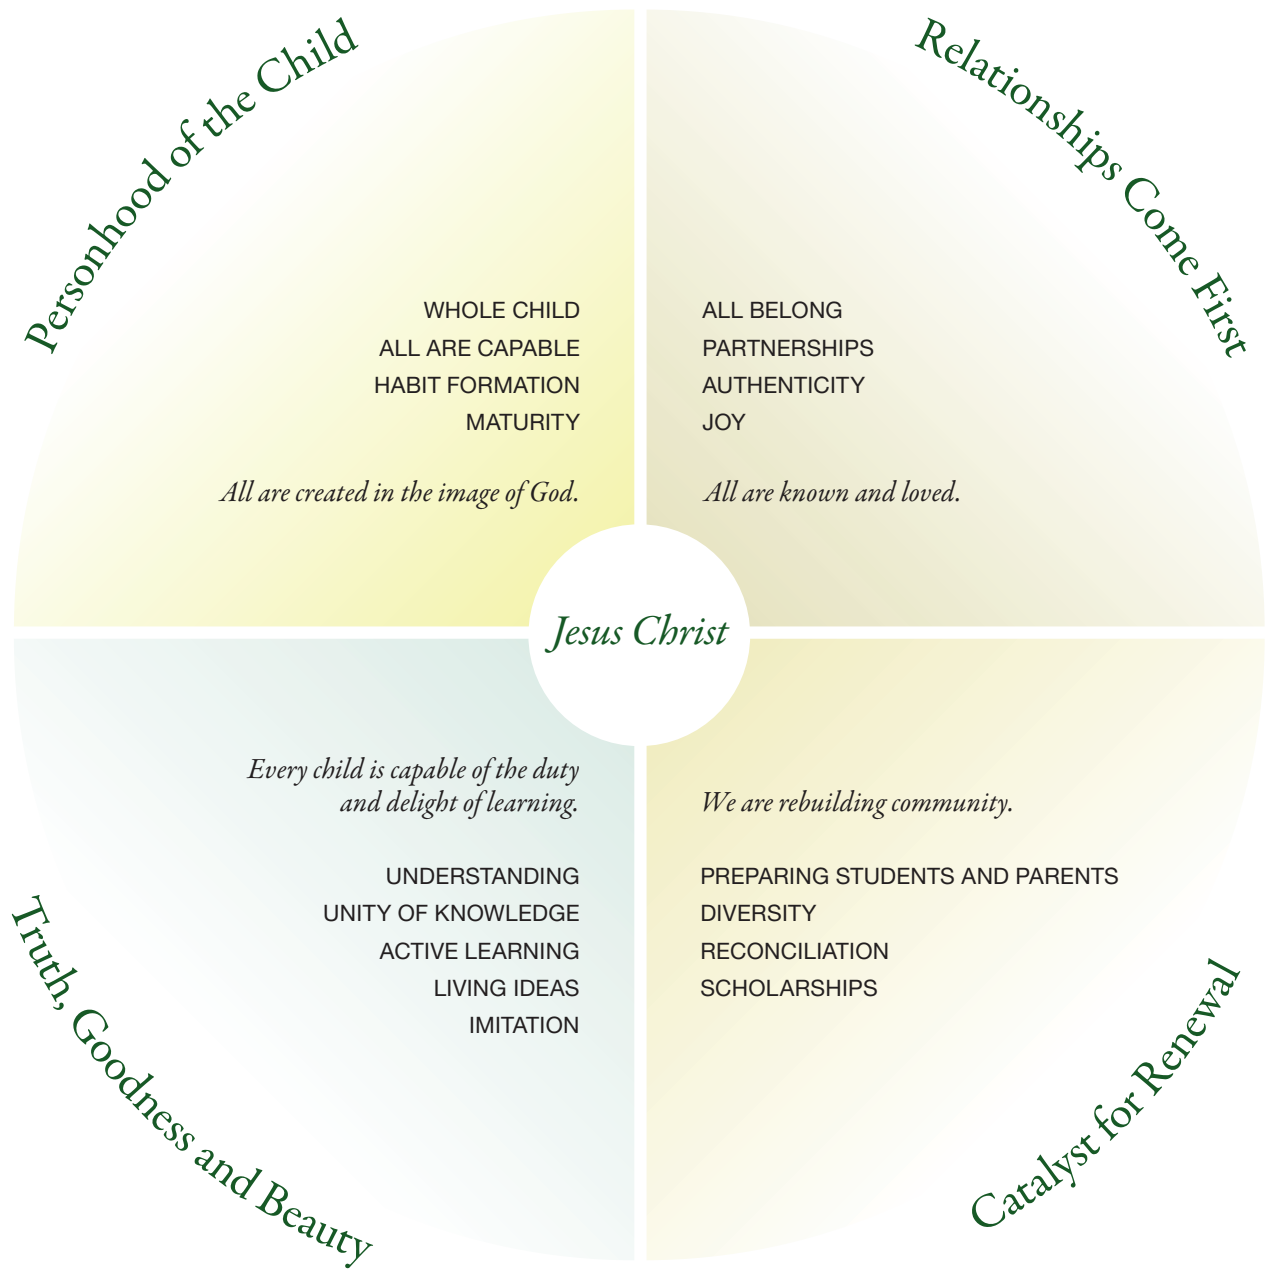 Personhood of the Child
WHOLE CHILD
ALL ARE CAPABLE
HABIT FORMATION
MATURITY
All are created in the image of God.
Relationships Come First
ALL BELONG
PARTNERSHIPS
AUTHENTICITY
JOY
All are known and loved.
Jesus Christ
Every child is capable of the duty
and delight of learning.
UNDERSTANDING
UNITY OF KNOWLEDGE
ACTIVE LEARNING
LIVING IDEAS
IMITATION
Truth, Goodness and Beauty
We are rebuilding community.
PREPARING STUDENTS AND PARENTS
DIVERSITY
RECONCILIATION
SCHOLARSHIPS
Catalyst for Renewal